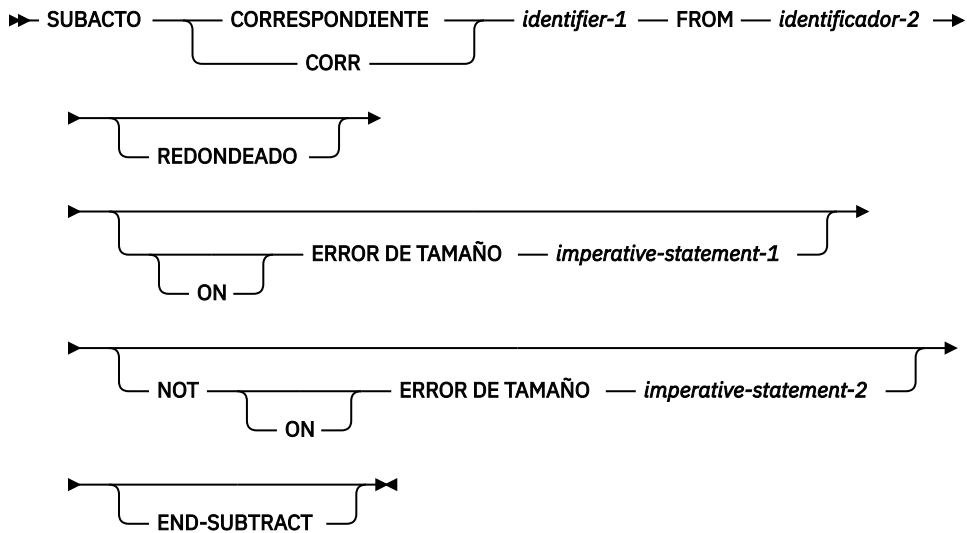 SUBACTO CORRESPONDIENTE identifier-1 FROM identificador-2
CORR
REDONDEADO
ERROR DE TAMAÑO imperative-statement-1
ON
NOT ERROR DE TAMAÑO imperative-statement-2
ON
END-SUBTRACT